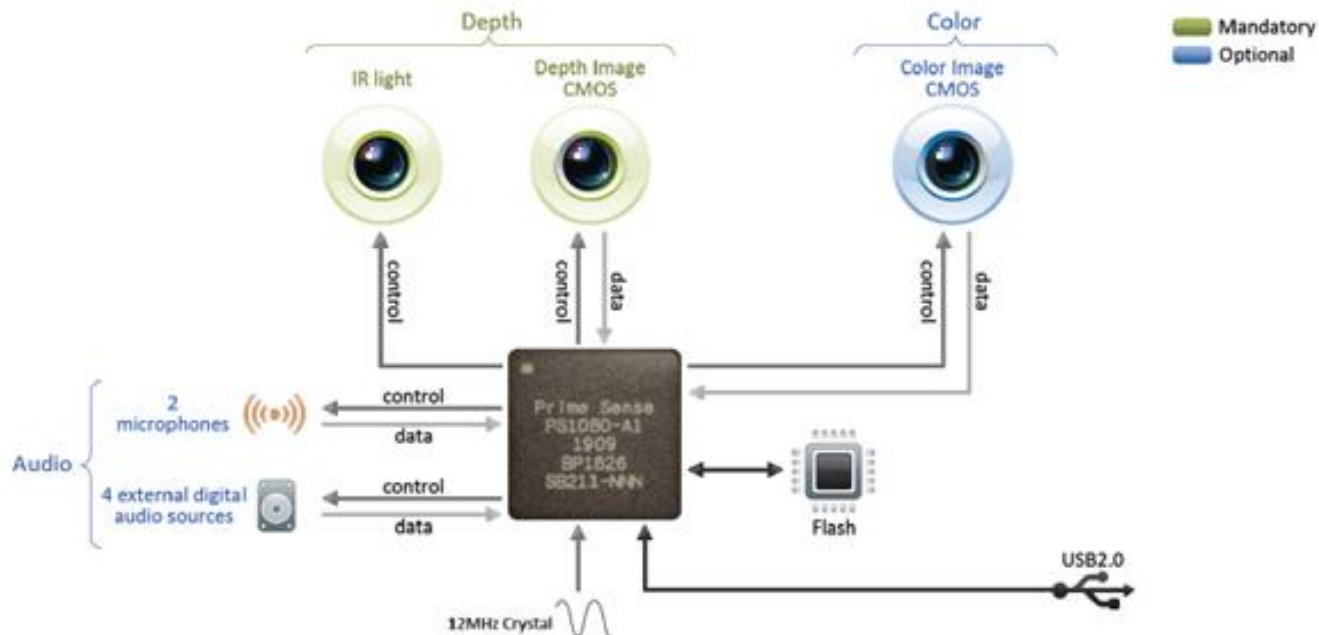 Depth
Color
Mandatory
Optional
IR light
Depth Image
CMOS
Color Image
CMOS
control
control
data
control
data
2
microphones
control
data
Audio
4 external digital
audio sources
control
data
Prime Sense
PS1080-A1
1909
BP1626
SB211-NNN
Flash
USB2.0
12MHz Crystal